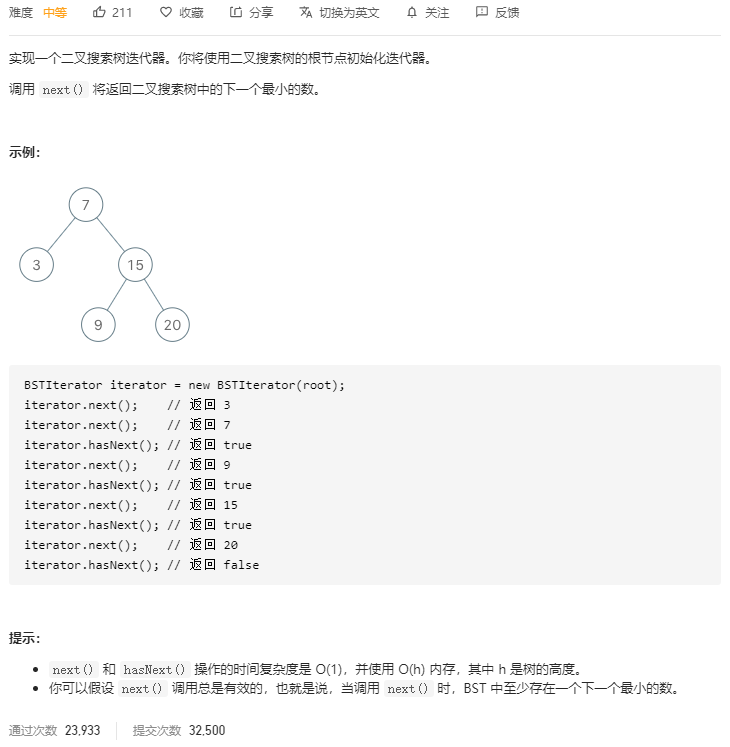 难度 中等 211 收藏 分享 切换为英文 关注 反馈
实现一个二叉搜索树迭代器。你将使用二叉搜索树的根节点初始化迭代器。
调用 next() 将返回二叉搜索树中的下一个最小的数。
示例：
7
3 15
9 20
BSTIterator iterator = new BSTIterator(root);
iterator.next();    // 返回 3
iterator.next();    // 返回 7
iterator.hasNext(); // 返回 true
iterator.next();    // 返回 9
iterator.hasNext(); // 返回 true
iterator.next();    // 返回 15
iterator.hasNext(); // 返回 true
iterator.next();    // 返回 20
iterator.hasNext(); // 返回 false
提示：
• next() 和 hasNext() 操作的时间复杂度是 O(1)，并使用 O(h) 内存，其中 h 是树的高度。
• 你可以假设 next() 调用总是有效的，也就是说，当调用 next() 时，BST 中至少存在一个下一个最小的数。
通过次数 23,933 提交次数 32,500